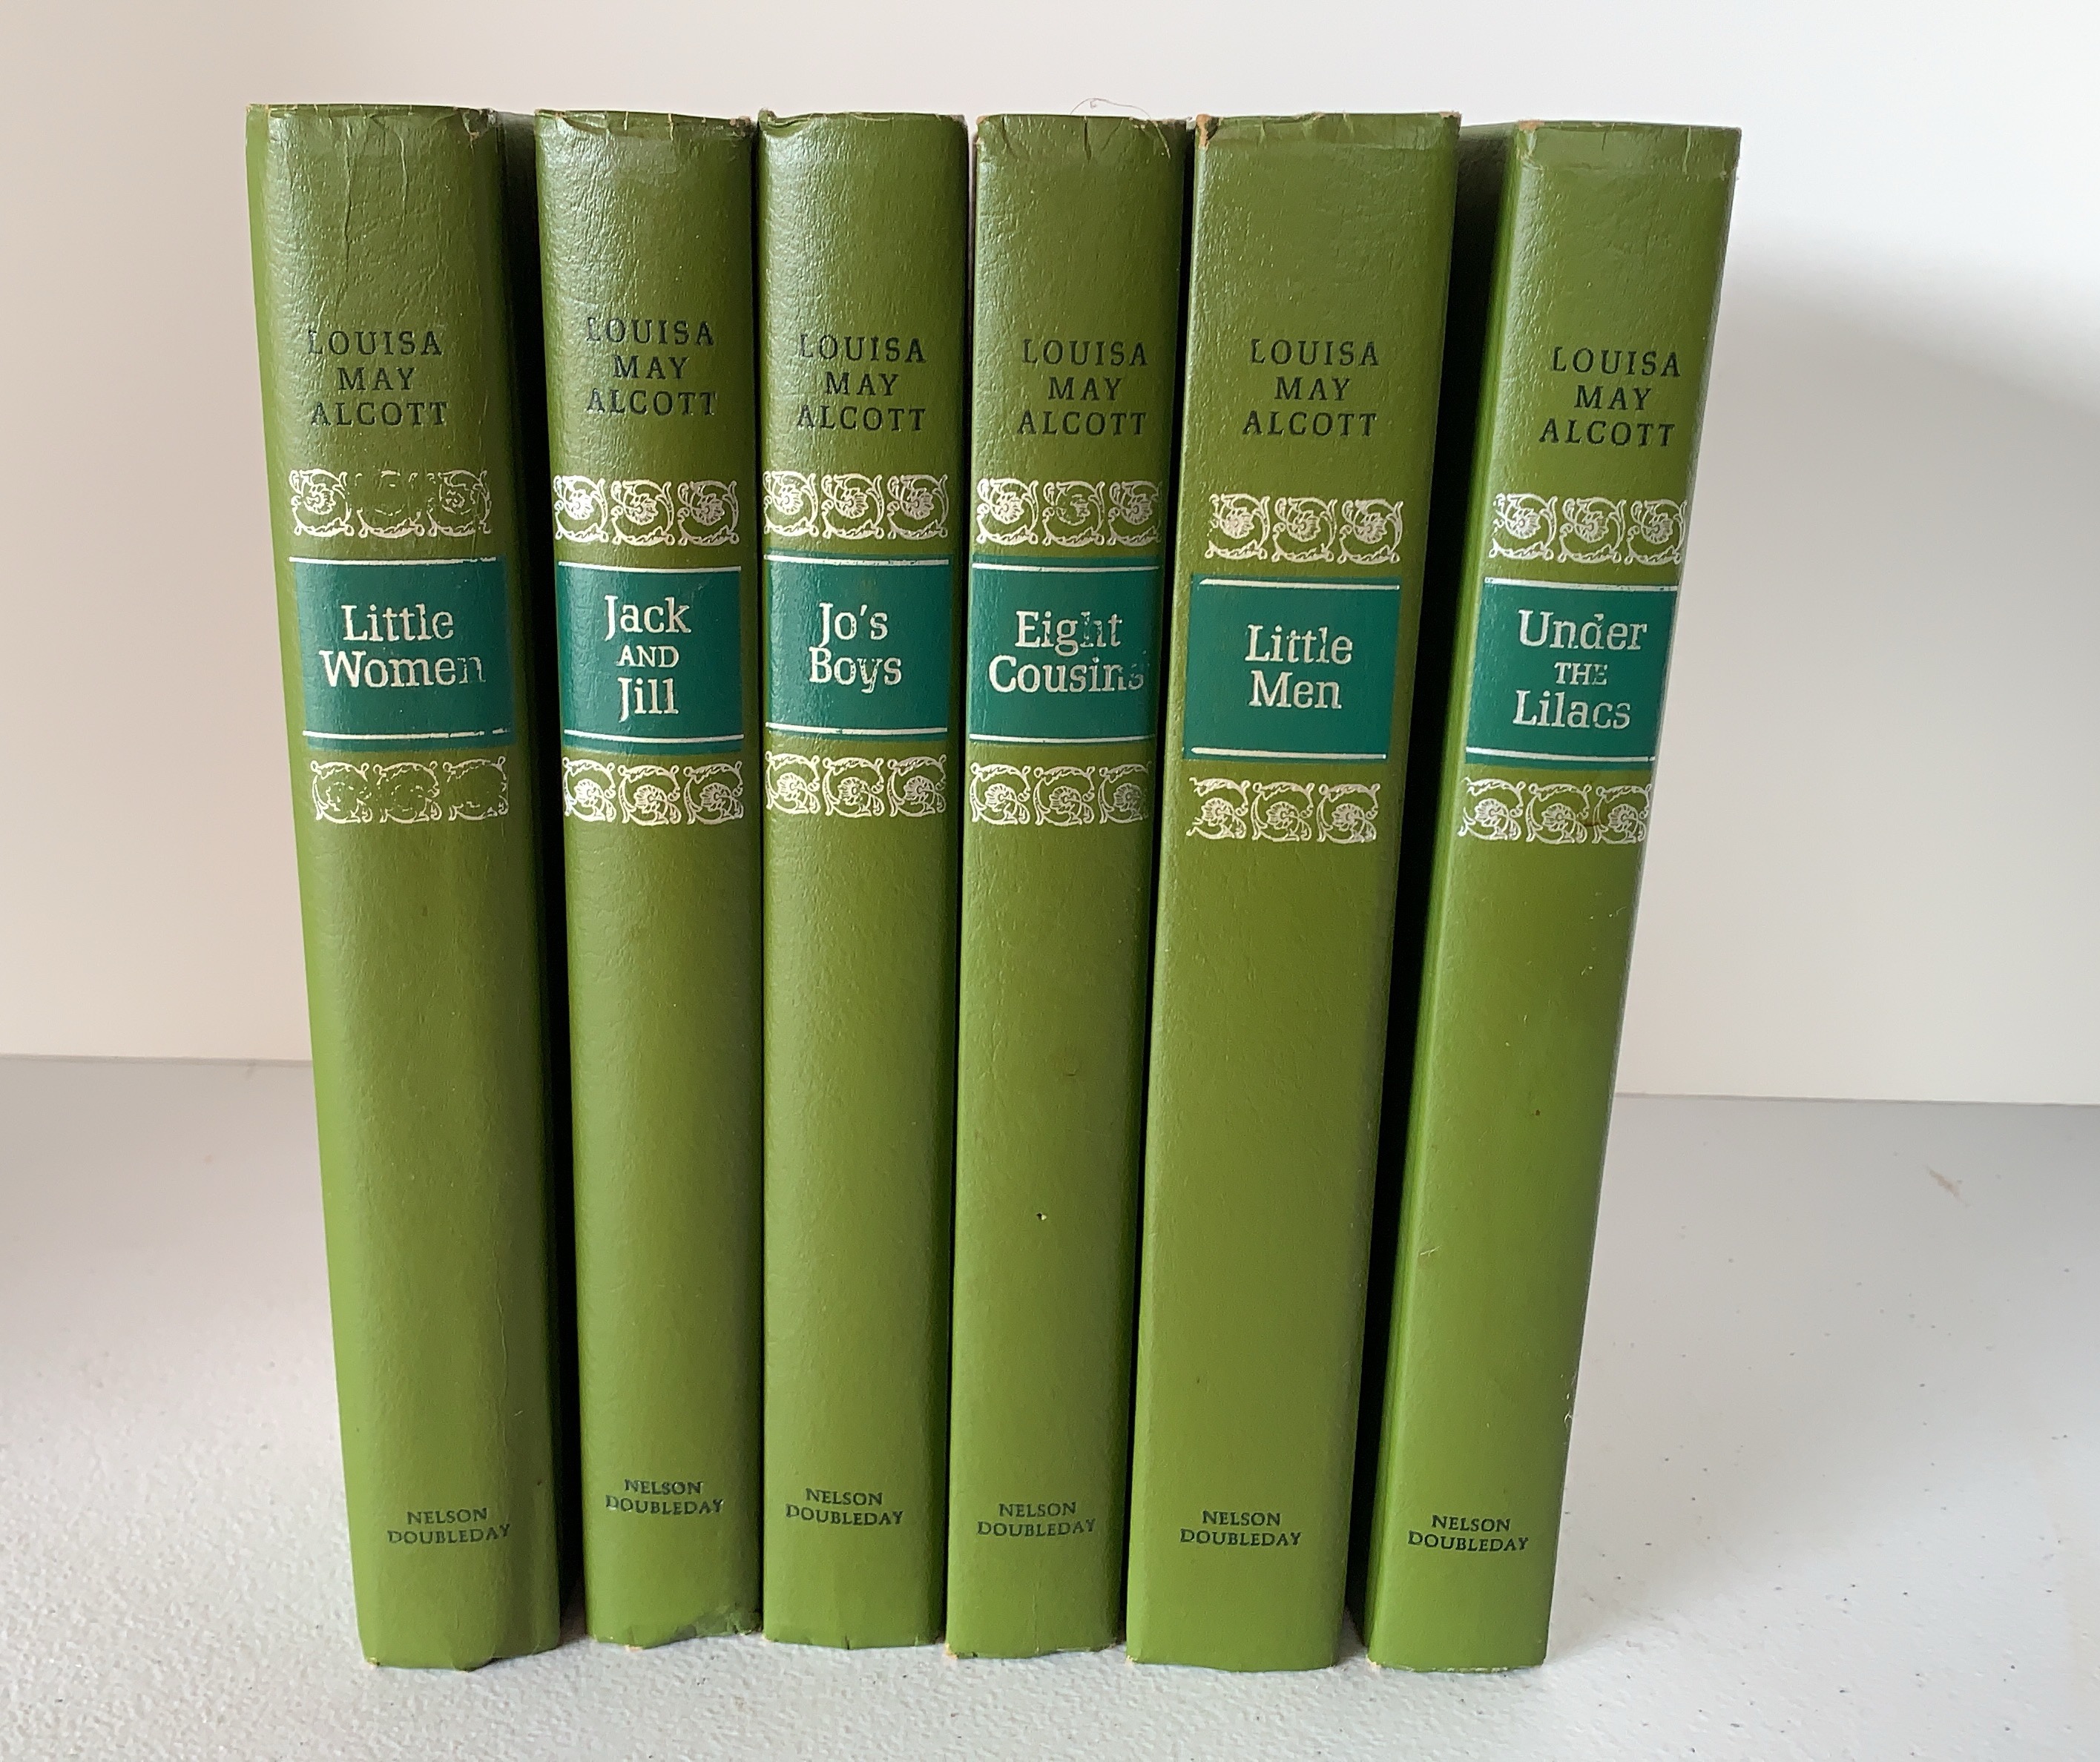 LOUISA
MAY
ALCOTT
Little
Women
NELSON
DOUBLEDAY
LOUISA
MAY
ALCOTT
Jack
AND
Jill
NELSON
DOUBLEDAY
LOUISA
MAY
ALCOTT
Jo's
Boys
NELSON
DOUBLEDAY
LOUISA
MAY
ALCOTT
Eight
Cousins
NELSON
DOUBLEDAY
LOUISA
MAY
ALCOTT
Little
Men
NELSON
DOUBLEDAY
LOUISA
MAY
ALCOTT
Under
THE
Lilacs
NELSON
DOUBLEDAY